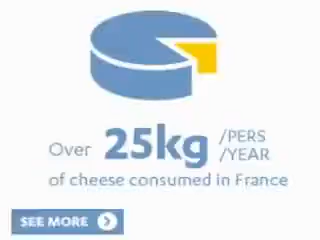 Over 25kg /PERS
/YEAR
of cheese consumed in France
SEE MORE